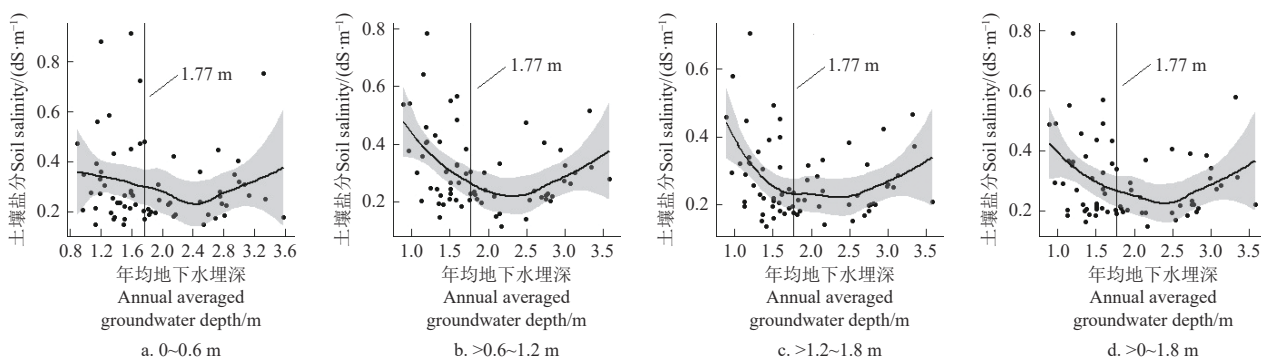 土壤盐分Soil salinity/(dS·m⁻¹)
0.8
0.6
0.4
0.2
1.77 m
0.8
1.2
1.6
2.0
2.4
2.8
3.2
3.6
年均地下水埋深
Annual averaged
groundwater depth/m
a. 0~0.6 m
土壤盐分Soil salinity/(dS·m⁻¹)
0.8
0.6
0.4
0.2
1.77 m
1.0
1.5
2.0
2.5
3.0
3.5
年均地下水埋深
Annual averaged
groundwater depth/m
b. >0.6~1.2 m
土壤盐分Soil salinity/(dS·m⁻¹)
0.6
0.4
0.2
1.77 m
1.0
1.5
2.0
2.5
3.0
3.5
年均地下水埋深
Annual averaged
groundwater depth/m
c. >1.2~1.8 m
土壤盐分Soil salinity/(dS·m⁻¹)
0.8
0.6
0.4
0.2
1.77 m
1.0
1.5
2.0
2.5
3.0
3.5
年均地下水埋深
Annual averaged
groundwater depth/m
d. >0~1.8 m